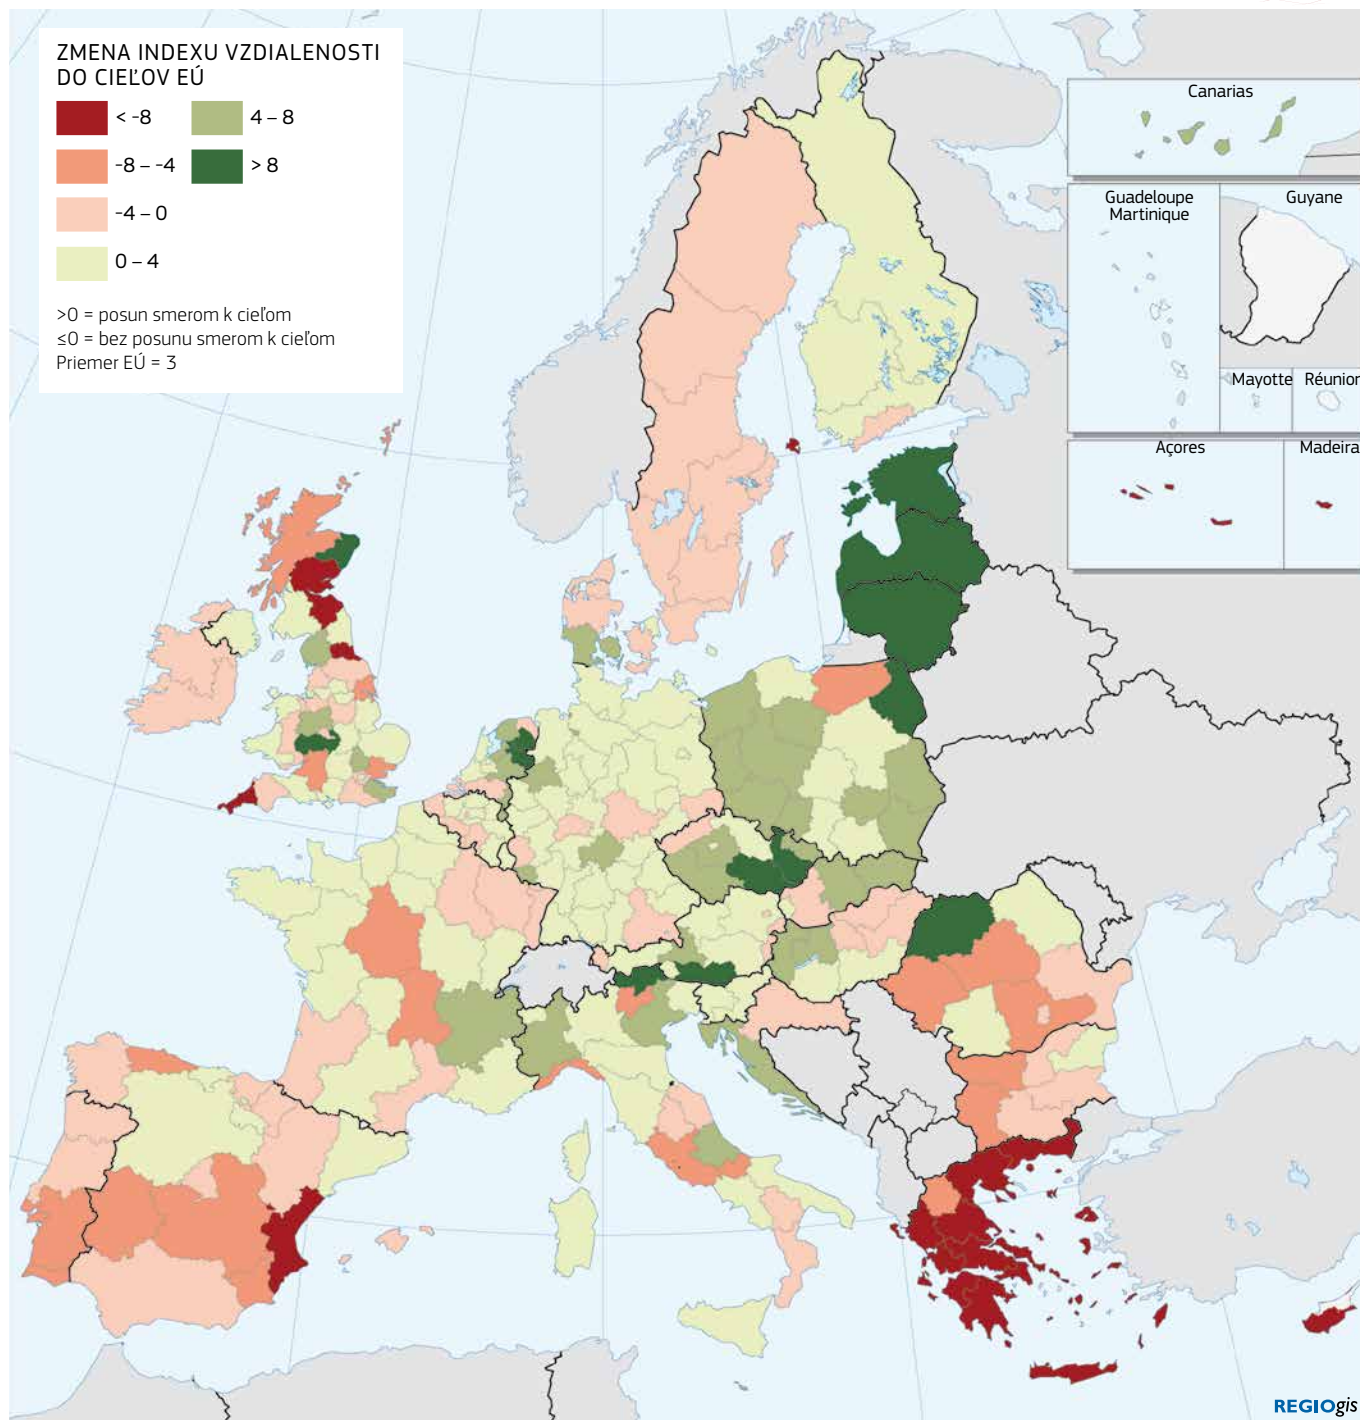 ZMENA INDEXU VZDIALENOSTI
DO CIEĽOV EÚ
< -8
4 – 8
-8 – -4
> 8
-4 – 0
0 – 4
>0 = posun smerom k cieľom
≤0 = bez posunu smerom k cieľom
Priemer EÚ = 3
Canarias
Guadeloupe
Martinique
Guyane
Mayotte
Réunion
Açores
Madeira
REGIOgis